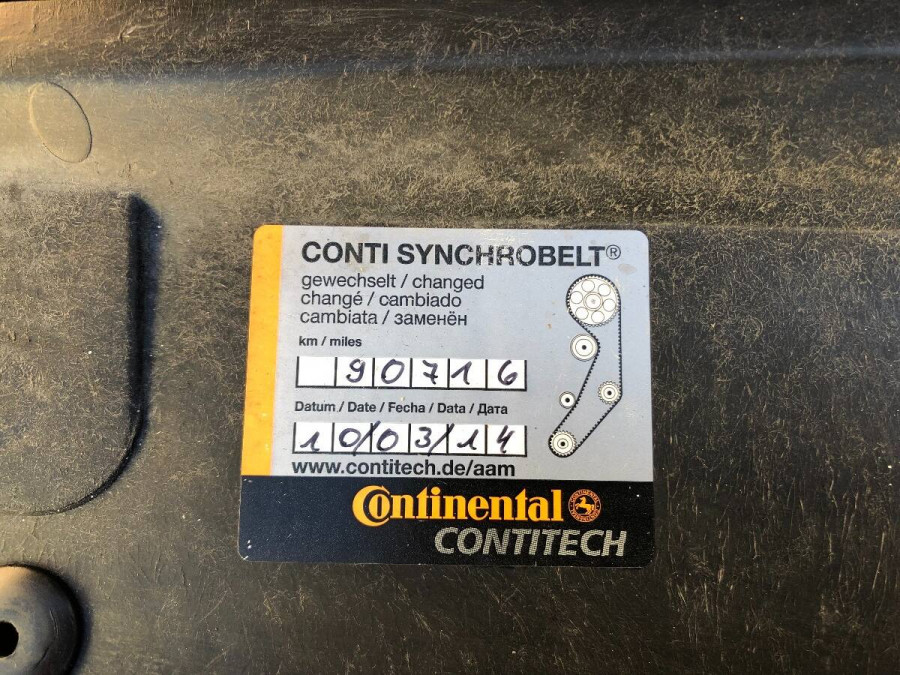 CONTI SYNCHROBELT®
gewechselt / changed
changé / cambiado
cambiata / заменён
km / miles
90716
Datum / Date / Fecha / Data / Дата
10/03/14
www.contitech.de/aam
Continental
CONTITECH